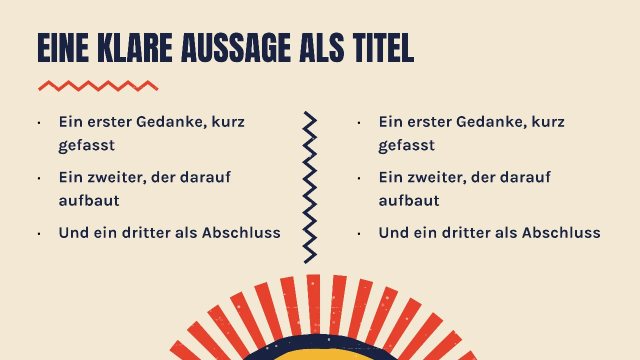 EINE KLARE AUSSAGE ALS TITEL
· Ein erster Gedanke, kurz
gefasst
· Ein zweiter, der darauf
aufbaut
· Und ein dritter als Abschluss
· Ein erster Gedanke, kurz
gefasst
· Ein zweiter, der darauf
aufbaut
· Und ein dritter als Abschluss